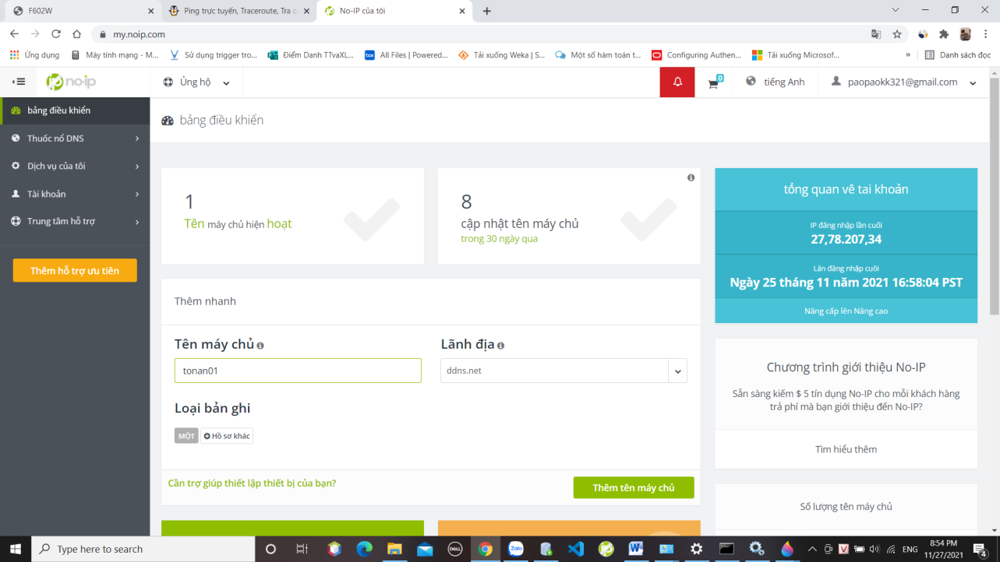 F602W
Ping trực tuyến, Traceroute, Tra c
No-IP của tôi
my.noip.com
Ứng dụng
Máy tính mạng - M...
Sử dụng trigger tro...
Điểm Danh TTvaXL...
All Files | Powered...
Tải xuống Weka | S...
Một số hàm toán t...
Configuring Authen...
Tải xuống Microsof...
»
Danh sách đọc
no-ip
Ủng hộ
0
tiếng Anh
paopaokk321@gmail.com
bảng điều khiển
Thuốc nổ DNS
Dịch vụ của tôi
Tài khoản
Trung tâm hỗ trợ
Thêm hỗ trợ ưu tiên
bảng điều khiển
1
Tên máy chủ hiện hoạt
8
cập nhật tên máy chủ
trong 30 ngày qua
tổng quan về tai khoản
IP đăng nhập lần cuối
27,78.207,34
Lần đăng nhập cuối
Ngày 25 tháng 11 năm 2021 16:58:04 PST
Nâng cấp lên Nâng cao
Thêm nhanh
Tên máy chủ
Lãnh địa
tonan01
ddns.net
Loại bản ghi
MỘT
Hồ sơ khác
Cần trợ giúp thiết lập thiết bị của bạn?
Thêm tên máy chủ
Chương trình giới thiệu No-IP
Sẵn sàng kiếm $ 5 tín dụng No-IP cho mỗi khách hàng
trả phí mà bạn giới thiệu đến No-IP?
Tìm hiểu thêm
Số lượng tên máy chủ
Type here to search
DELL
Zalo
V
ENG
8:54 PM
11/27/2021
4